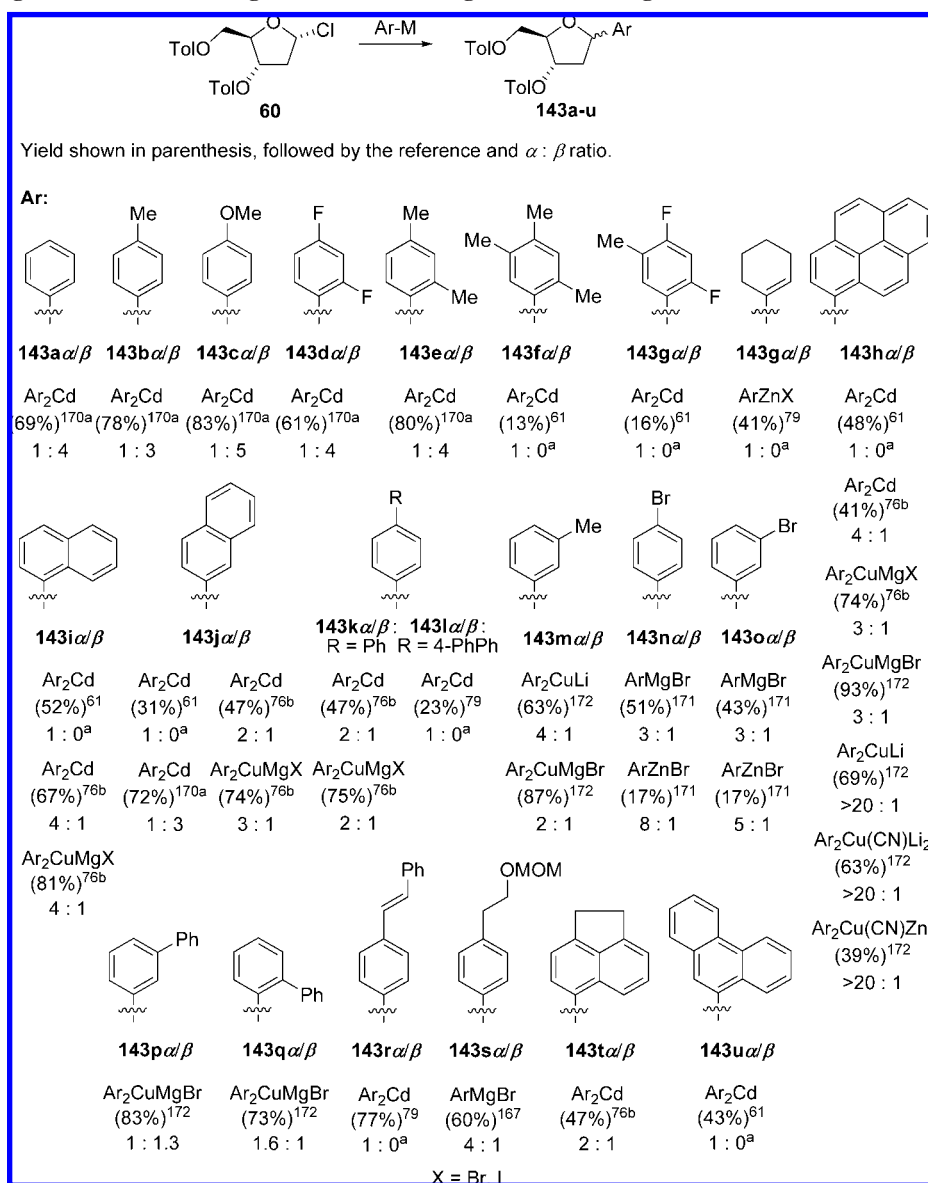 O
Cl
Ar-M
O
Ar
TolO
TolO
TolO
TolO
60
143a-u
Yield shown in parenthesis, followed by the reference and α : β ratio.
Ar:
Me OMe F Me Me F
F Me Me Me Me F
143aα/β 143bα/β 143cα/β 143dα/β 143eα/β 143fα/β 143gα/β 143gα/β 143hα/β
Ar₂Cd Ar₂Cd Ar₂Cd Ar₂Cd Ar₂Cd Ar₂Cd Ar₂Cd ArZnX Ar₂Cd
(69%)¹⁷⁰ᵃ (78%)¹⁷⁰ᵃ (83%)¹⁷⁰ᵃ (61%)¹⁷⁰ᵃ (80%)¹⁷⁰ᵃ (13%)⁶¹ (16%)⁶¹ (41%)⁷⁹ (48%)⁶¹
1 : 4 1 : 3 1 : 5 1 : 4 1 : 4 1 : 0ᵃ 1 : 0ᵃ 1 : 0ᵃ 1 : 0ᵃ
Ar₂Cd
(41%)⁷⁶ᵇ
4 : 1
Ar₂CuMgX
(74%)⁷⁶ᵇ
3 : 1
Ar₂CuMgBr
(93%)¹⁷²
3 : 1
Ar₂CuLi
(69%)¹⁷²
>20 : 1
Ar₂Cu(CN)Li₂
(63%)¹⁷²
>20 : 1
Ar₂Cu(CN)Zn
(39%)¹⁷²
>20 : 1
R Me Br Br
143iα/β 143jα/β 143kα/β: 143lα/β: 143mα/β 143nα/β 143oα/β
R = Ph R = 4-PhPh
Ar₂Cd Ar₂Cd Ar₂Cd Ar₂Cd Ar₂Cd Ar₂CuLi ArMgBr ArMgBr
(52%)⁶¹ (31%)⁶¹ (47%)⁷⁶ᵇ (47%)⁷⁶ᵇ (23%)⁷⁹ (63%)¹⁷² (51%)¹⁷¹ (43%)¹⁷¹
1 : 0ᵃ 1 : 0ᵃ 2 : 1 2 : 1 1 : 0ᵃ 4 : 1 3 : 1 3 : 1
Ar₂Cd Ar₂Cd Ar₂CuMgX Ar₂CuMgX Ar₂CuMgBr ArZnBr ArZnBr
(67%)⁷⁶ᵇ (72%)¹⁷⁰ᵃ (74%)⁷⁶ᵇ (75%)⁷⁶ᵇ (87%)¹⁷² (17%)¹⁷¹ (17%)¹⁷¹
4 : 1 1 : 3 3 : 1 2 : 1 2 : 1 8 : 1 5 : 1
Ar₂CuMgX
(81%)⁷⁶ᵇ
4 : 1
Ph Ph Ph OMOM
143pα/β 143qα/β 143rα/β 143sα/β 143tα/β 143uα/β
Ar₂CuMgBr Ar₂CuMgBr Ar₂Cd ArMgBr Ar₂Cd Ar₂Cd
(83%)¹⁷² (73%)¹⁷² (77%)⁷⁹ (60%)¹⁶⁷ (47%)⁷⁶ᵇ (43%)⁶¹
1 : 1.3 1.6 : 1 1 : 0ᵃ 4 : 1 2 : 1 1 : 0ᵃ
X = Br I